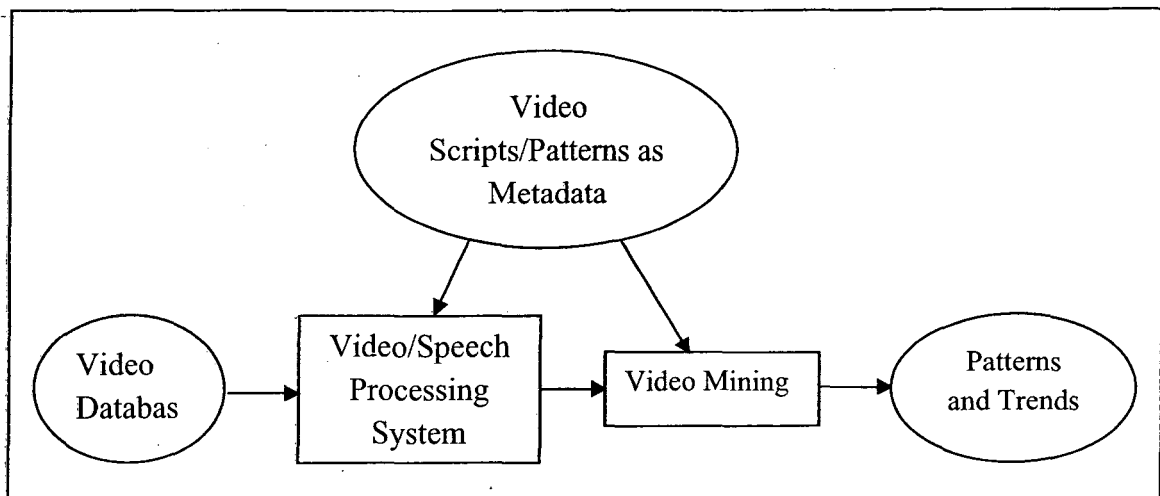 Video
Scripts/Patterns as
Metadata
Video
Databas
Video/Speech
Processing
System
Video Mining
Patterns
and Trends